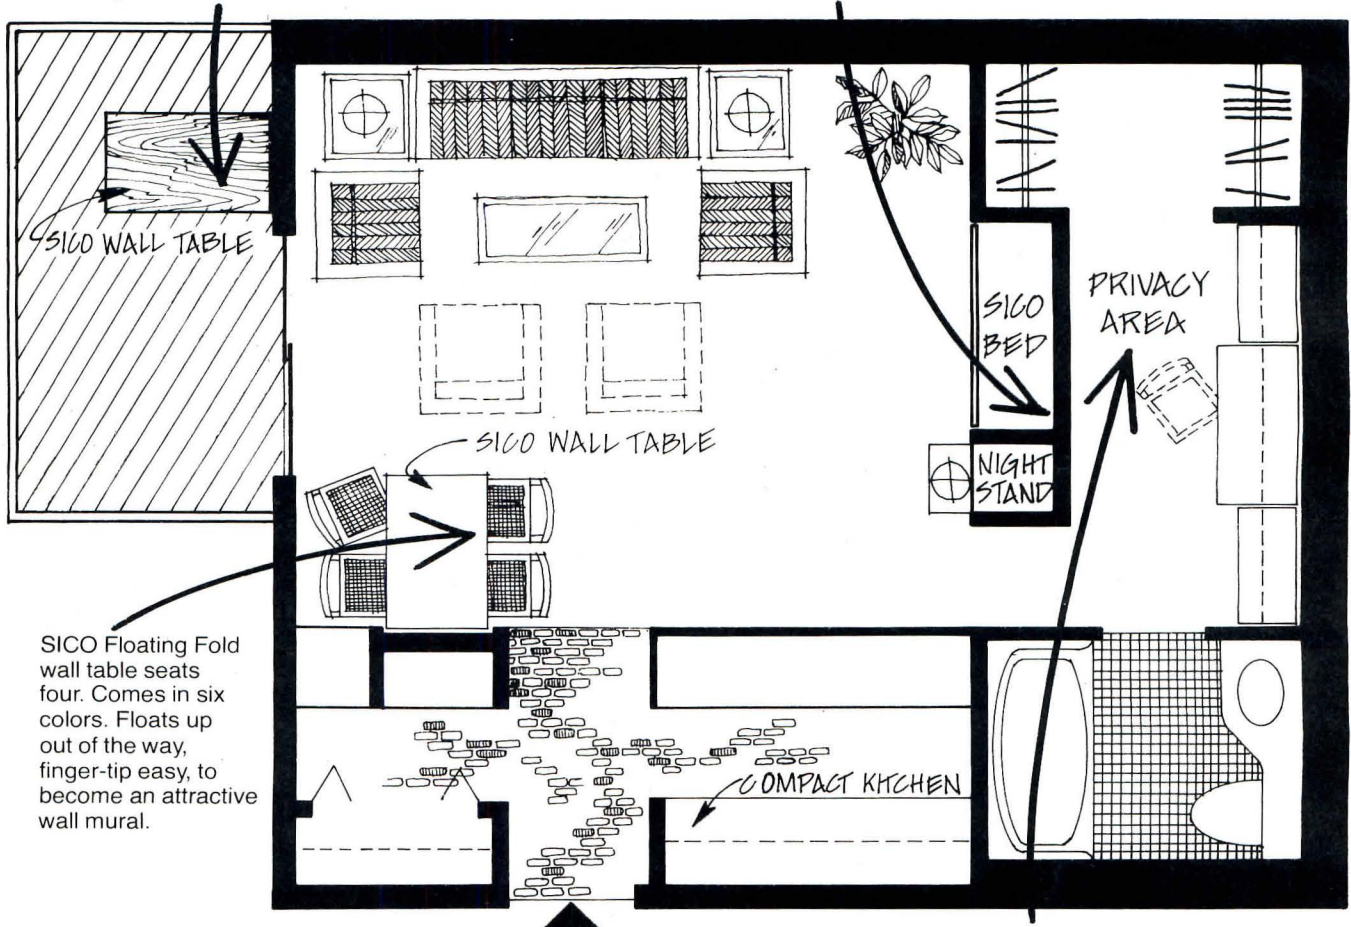 SICO WALL TABLE
SICO
BED
PRIVACY
AREA
SICO WALL TABLE
NIGHT
STAND
SICO Floating Fold
wall table seats
four. Comes in six
colors. Floats up
out of the way,
finger-tip easy, to
become an attractive
wall mural.
COMPACT KITCHEN